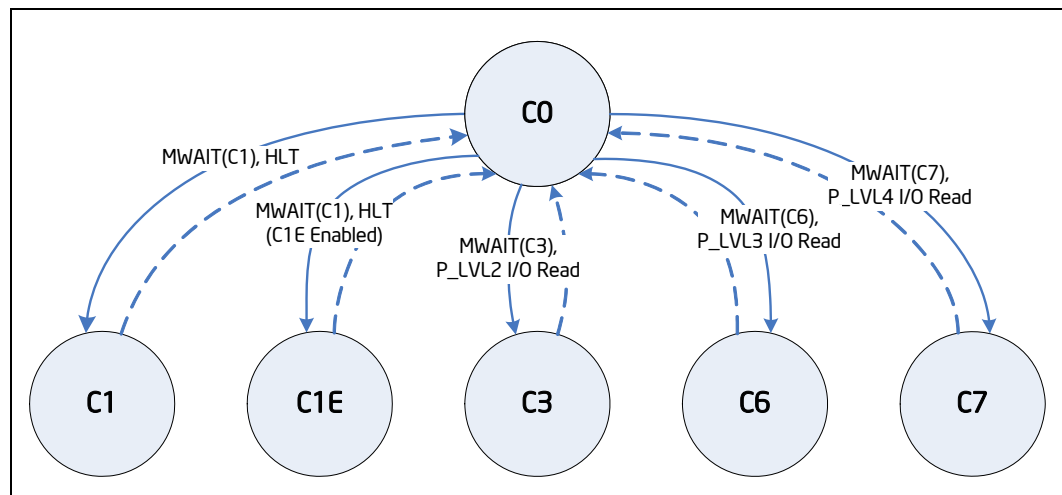 C0
MWAIT(C1), HLT
MWAIT(C1), HLT
(C1E Enabled)
MWAIT(C3),
P_LVL2 I/O Read
MWAIT(C6),
P_LVL3 I/O Read
MWAIT(C7),
P_LVL4 I/O Read
C1
C1E
C3
C6
C7